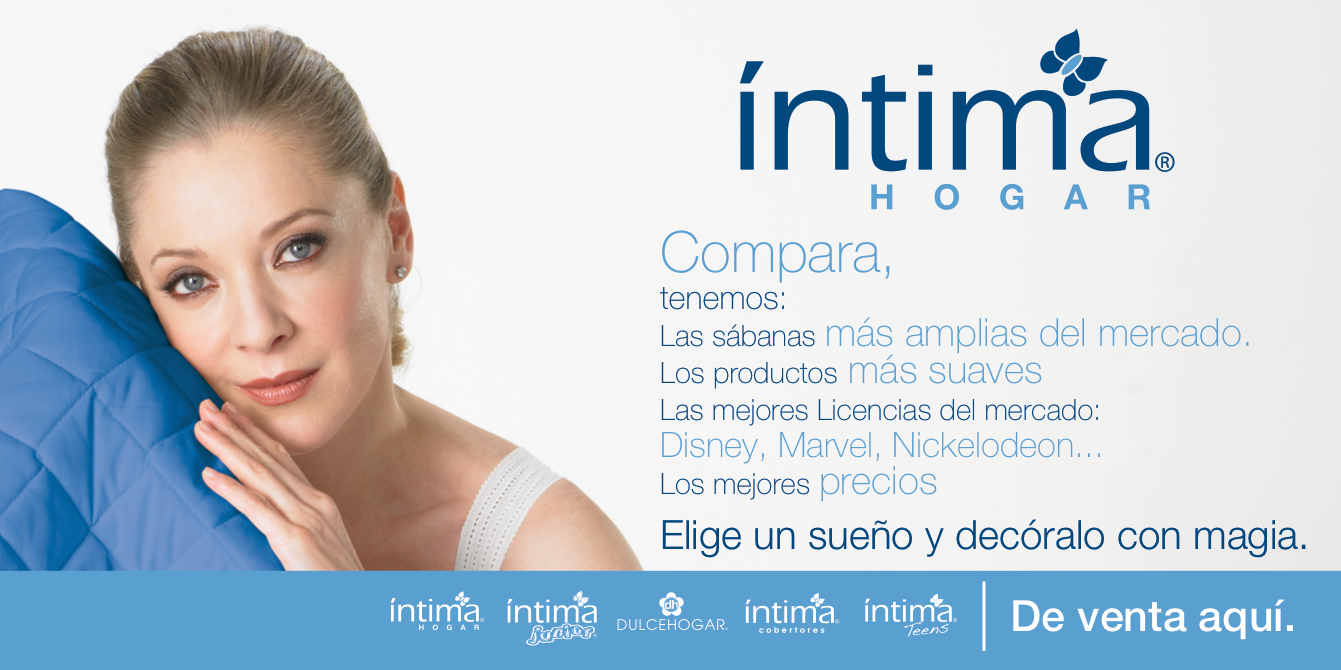 íntima®
HOGAR
Compara,
tenemos:
Las sábanas más amplias del mercado.
Los productos más suaves
Las mejores Licencias del mercado:
Disney, Marvel, Nickelodeon...
Los mejores precios
Elige un sueño y decóralo con magia.
íntima® HOGAR
íntima Junior®
dh DULCEHOGAR®
íntima® cobertores
íntima® Teens
De venta aquí.